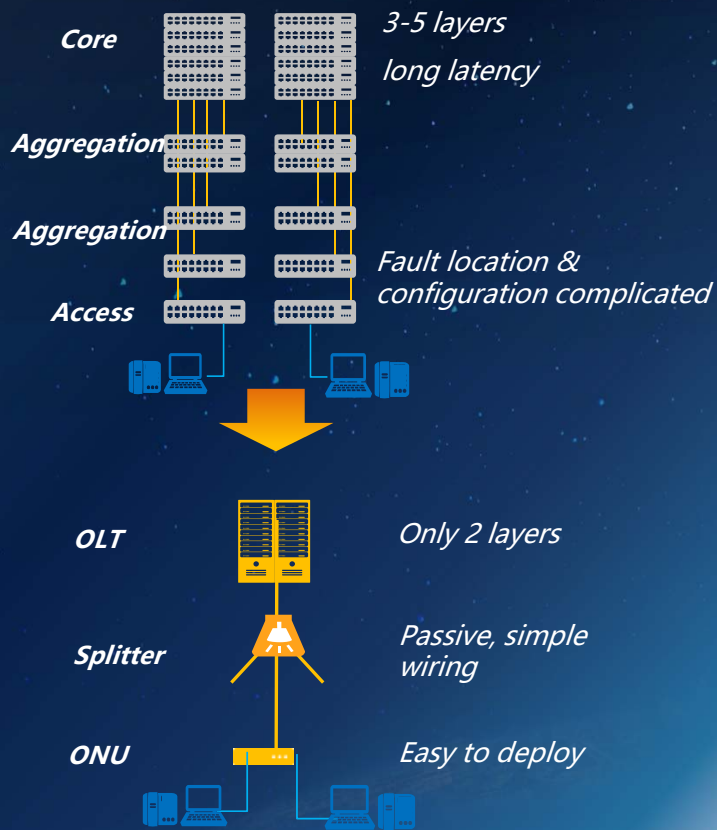 Core
3-5 layers
long latency
Aggregation
Aggregation
Fault location &
configuration complicated
Access
OLT
Only 2 layers
Splitter
Passive, simple
wiring
ONU
Easy to deploy